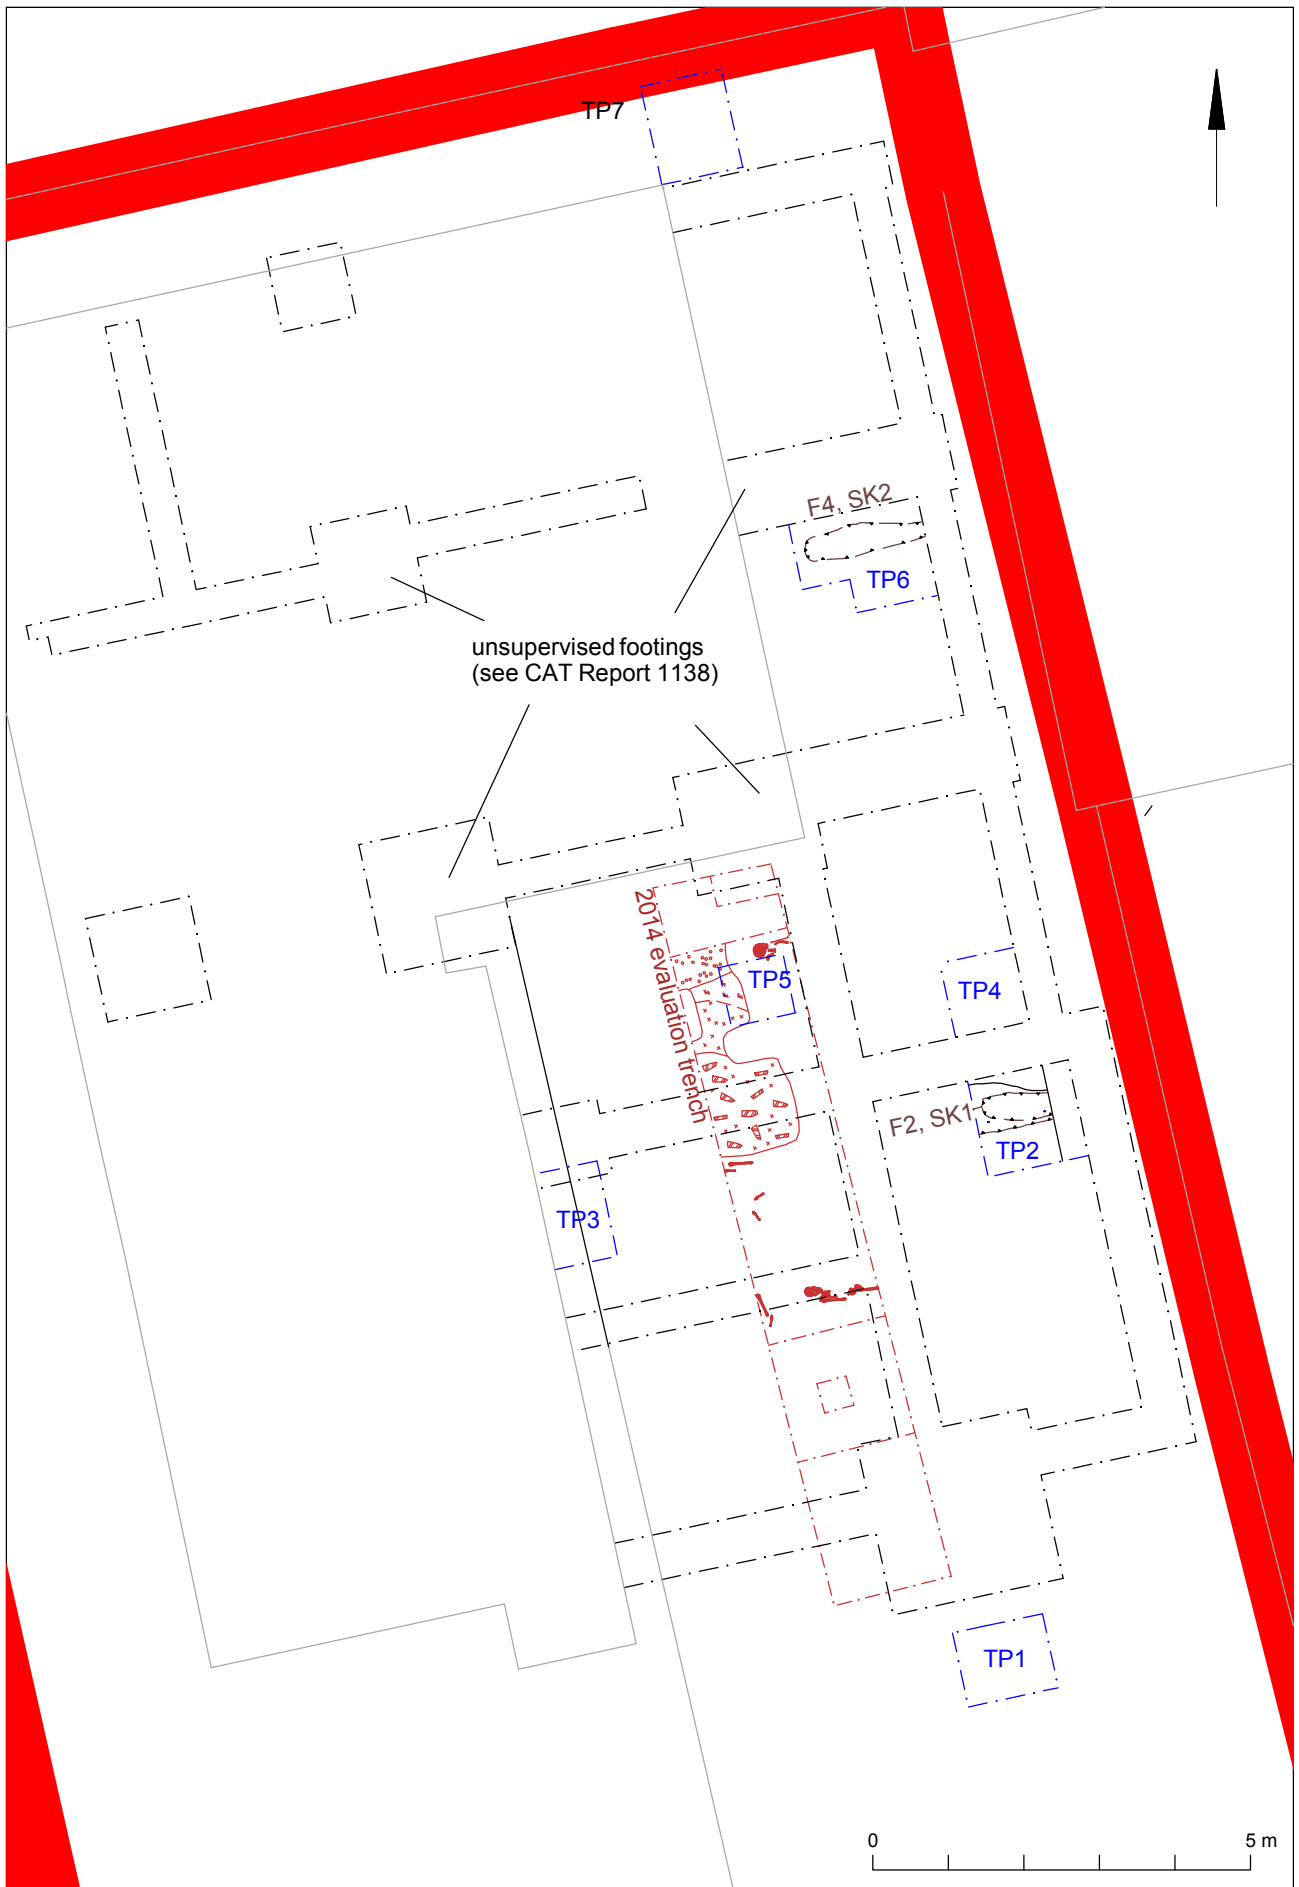 TP7
F4, SK2
TP6
unsupervised footings
(see CAT Report 1138)
2014 evaluation trench
TP5
TP4
F2, SK1
TP2
TP3
TP1
0
5 m